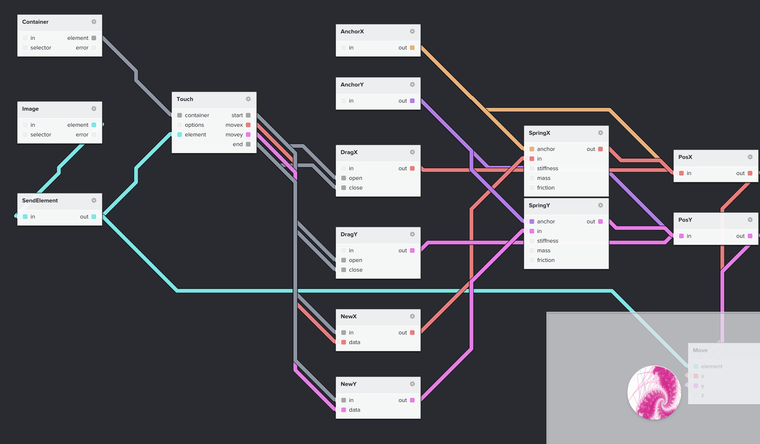 Container
in element
selector error
Image
in element
selector error
SendElement
in out
Touch
container start
options movex
element movey
end
AnchorX
in out
AnchorY
in out
DragX
in out
open
close
DragY
in out
open
close
NewX
in out
data
NewY
in out
data
SpringX
anchor out
in
stiffness
mass
friction
SpringY
anchor out
in
stiffness
mass
friction
PosX
in out
PosY
in out
Move
element